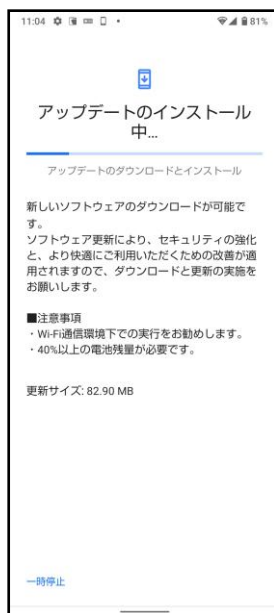 11:04
81%
アップデートのインストール
中...
アップデートのダウンロードとインストール
新しいソフトウェアのダウンロードが可能で
す。
ソフトウェア更新により、セキュリティの強化
と、より快適にご利用いただくための改善が適
用されますので、ダウンロードと更新の実施を
お願いします。
■注意事項
・Wi-Fi通信環境下での実行をお勧めします。
・40%以上の電池残量が必要です。
更新サイズ: 82.90 MB
一時停止